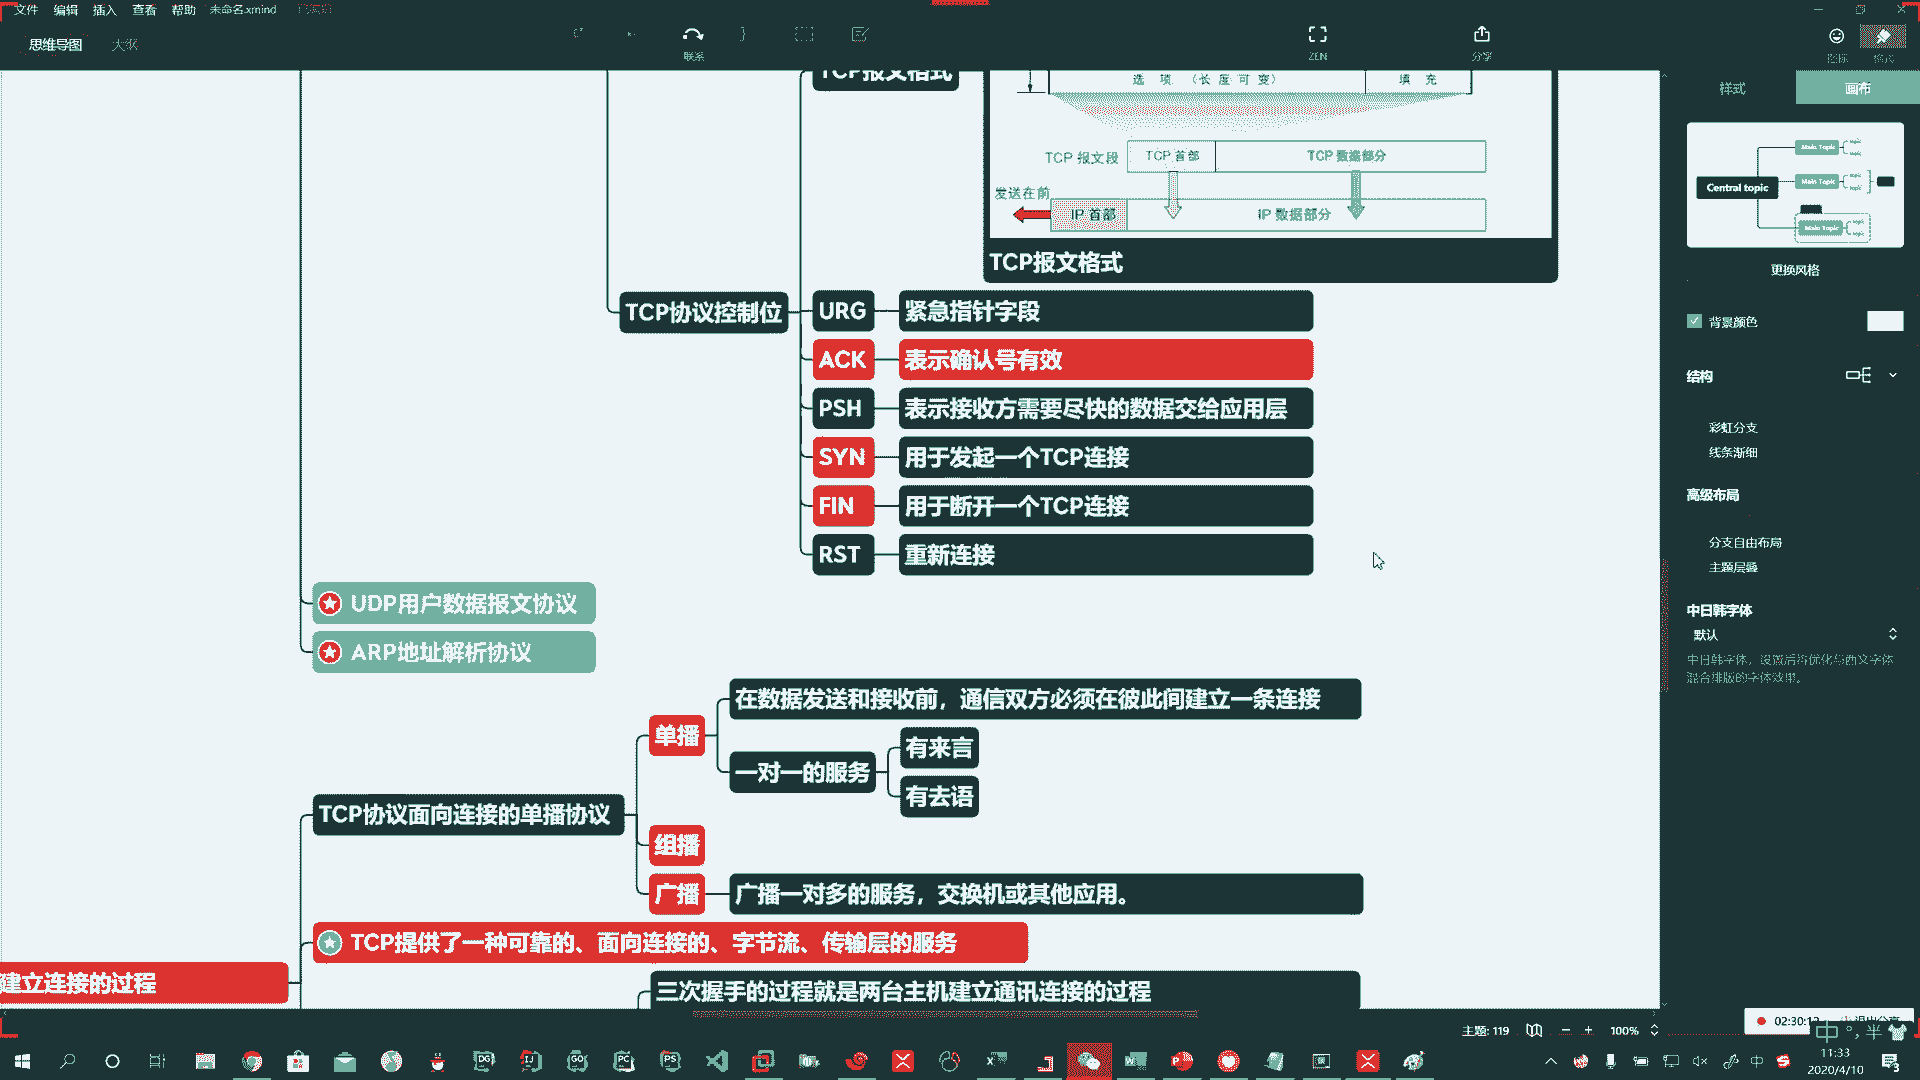 文件 编辑 插入 查看 帮助 未命名.xmind
思维导图 大纲
联系
ZEN
分享
图标 格式
样式 画布
TCP报文格式
选 项 （长 度 可 变） 填 充
TCP 报文段 TCP 首部 TCP 数据部分
发送在前
IP 首部 IP 数据部分
TCP报文格式
TCP协议控制位
URG 紧急指针字段
ACK 表示确认号有效
PSH 表示接收方需要尽快的数据交给应用层
SYN 用于发起一个TCP连接
FIN 用于断开一个TCP连接
RST 重新连接
UDP用户数据报文协议
ARP地址解析协议
TCP协议面向连接的单播协议
单播
在数据发送和接收前，通信双方必须在彼此间建立一条连接
一对一的服务
有来言
有去语
组播
广播
广播一对多的服务，交换机或其他应用。
TCP提供了一种可靠的、面向连接的、字节流、传输层的服务
建立连接的过程
三次握手的过程就是两台主机建立通讯连接的过程
Central topic
Main Topic
Main Topic
Main Topic
更换风格
背景颜色
结构
彩虹分支
线条渐细
高级布局
分支自由布局
主题层叠
中日韩字体
默认
中日韩字体，设置后将优化与西文字体
混合排版的字体效果。
主题: 119 100%
02:30:12
中 °, 半
DG IJ GO PC PS
中
11:33
2020/4/10